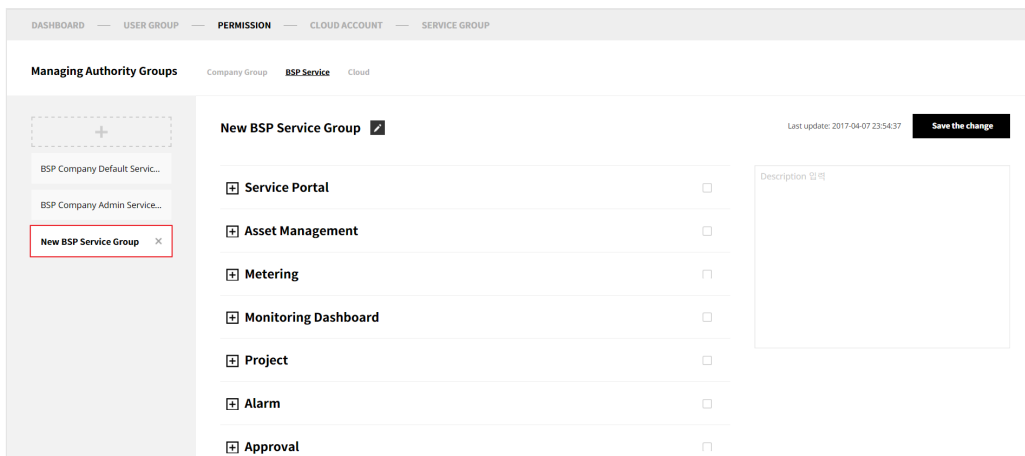 DASHBOARD — USER GROUP — PERMISSION — CLOUD ACCOUNT — SERVICE GROUP
Managing Authority Groups Company Group BSP Service Cloud
+
BSP Company Default Servic...
BSP Company Admin Service...
New BSP Service Group ×
New BSP Service Group
Last update: 2017-04-07 23:54:37 Save the change
Service Portal
Asset Management
Metering
Monitoring Dashboard
Project
Alarm
Approval
Description 입력